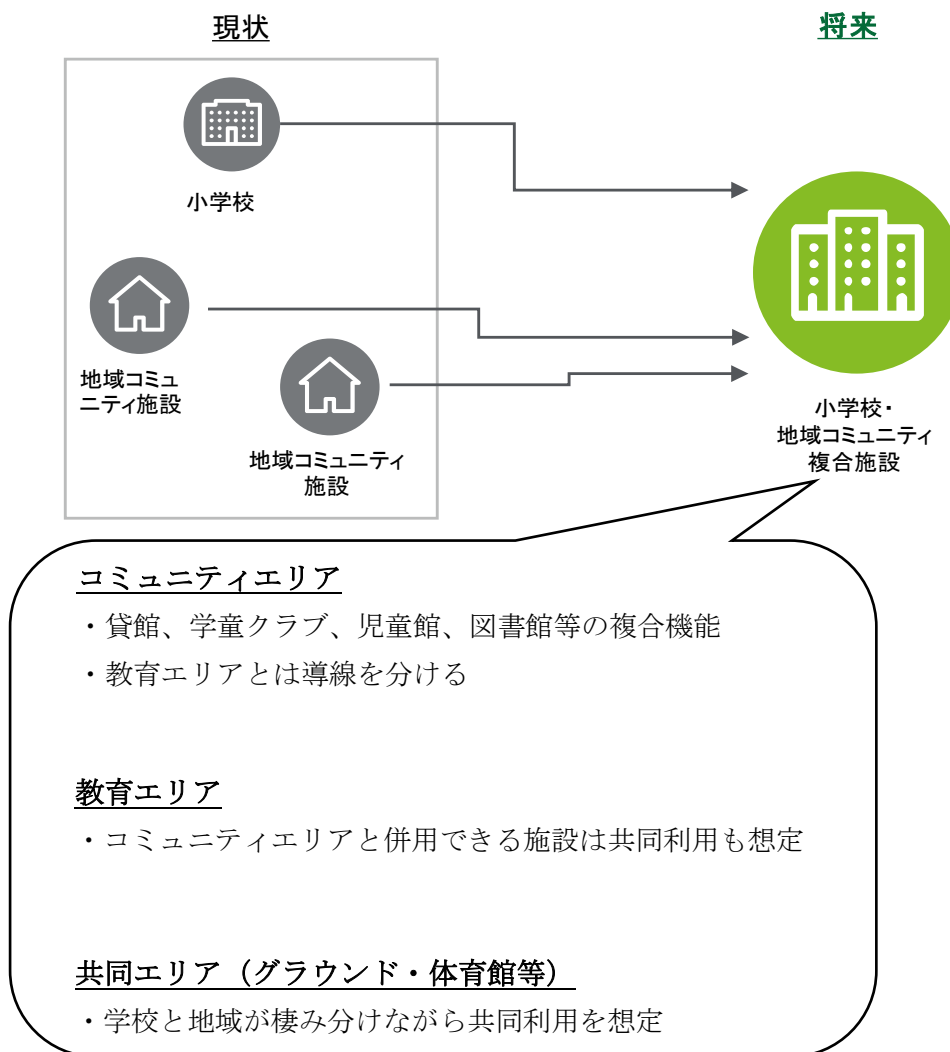 現状
将来
小学校
地域コミュ
ニティ施設
地域コミュニティ
施設
小学校・
地域コミュニティ
複合施設
コミュニティエリア
・貸館、学童クラブ、児童館、図書館等の複合機能
・教育エリアとは導線を分ける
教育エリア
・コミュニティエリアと併用できる施設は共同利用も想定
共同エリア（グラウンド・体育館等）
・学校と地域が棲み分けながら共同利用を想定